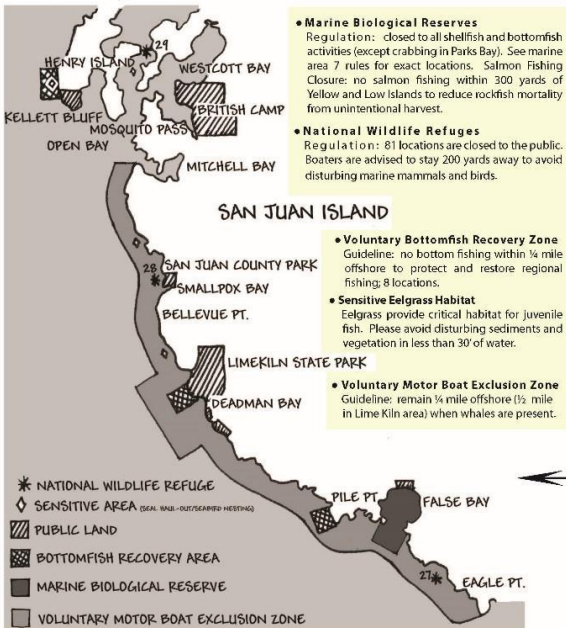 29
HENRY ISLAND
WESTCOTT BAY
KELLETT BLUFF
BRITISH CAMP
MOSQUITO PASS
OPEN BAY
MITCHELL BAY
SAN JUAN ISLAND
28
SAN JUAN COUNTY PARK
SMALLPOX BAY
BELLEVUE PT.
LIMEKILN STATE PARK
DEADMAN BAY
PILE PT.
FALSE BAY
27
EAGLE PT.
• Marine Biological Reserves
Regulation: closed to all shellfish and bottomfish
activities (except crabbing in Parks Bay). See marine
area 7 rules for exact locations. Salmon Fishing
Closure: no salmon fishing within 300 yards of
Yellow and Low Islands to reduce rockfish mortality
from unintentional harvest.
• National Wildlife Refuges
Regulation: 81 locations are closed to the public.
Boaters are advised to stay 200 yards away to avoid
disturbing marine mammals and birds.
• Voluntary Bottomfish Recovery Zone
Guideline: no bottom fishing within ¼ mile
offshore to protect and restore regional
fishing; 8 locations.
• Sensitive Eelgrass Habitat
Eelgrass provide critical habitat for juvenile
fish. Please avoid disturbing sediments and
vegetation in less than 30' of water.
• Voluntary Motor Boat Exclusion Zone
Guideline: remain ¼ mile offshore (½ mile
in Lime Kiln area) when whales are present.
NATIONAL WILDLIFE REFUGE
SENSITIVE AREA (SEAL HAUL-OUT/SEABIRD NESTING)
PUBLIC LAND
BOTTOMFISH RECOVERY AREA
MARINE BIOLOGICAL RESERVE
VOLUNTARY MOTOR BOAT EXCLUSION ZONE